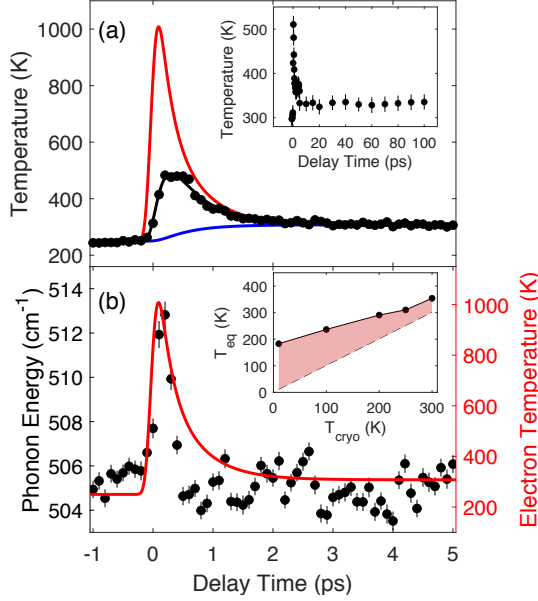 (a)
Temperature (K)
1000
800
600
400
200
Temperature (K)
500
400
300
0 20 40 60 80 100
Delay Time (ps)
(b)
Phonon Energy (cm⁻¹)
514
512
510
508
506
504
T_eq (K)
400
300
200
100
0
0 100 200 300
T_cryo (K)
Electron Temperature (K)
1000
800
600
400
200
-1 0 1 2 3 4 5
Delay Time (ps)